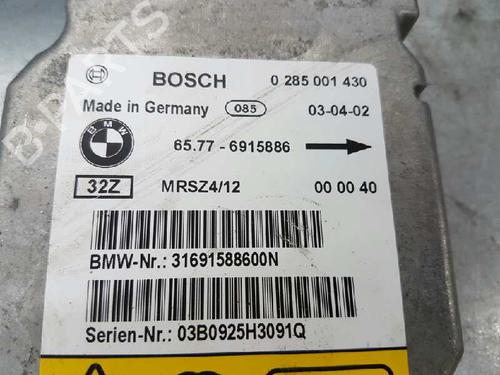 BOSCH 0 285 001 430
Made in Germany 085 03-04-02
BMW
65.77 - 6915886
32Z MRSZ4/12 00 00 40
BMW-Nr.: 31691588600N
Serien-Nr.: 03B0925H3091Q
B-PARTS